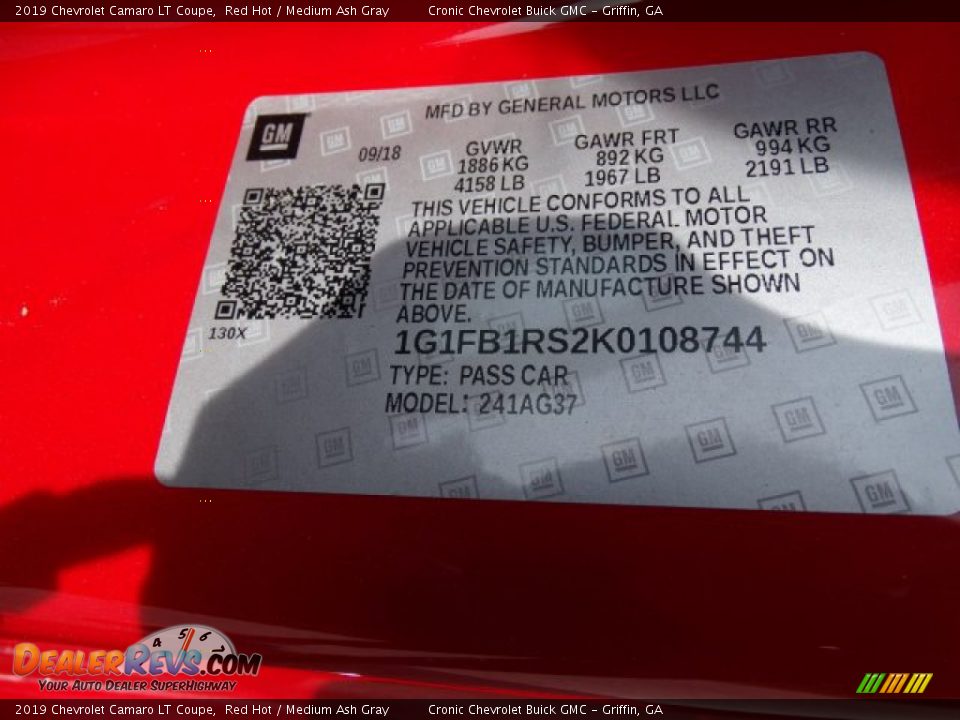 2019 Chevrolet Camaro LT Coupe,  Red Hot / Medium Ash Gray        Cronic Chevrolet Buick GMC - Griffin, GA
MFD BY GENERAL MOTORS LLC
GM
09/18
GVWR
1886 KG
4158 LB
GAWR FRT
892 KG
1967 LB
GAWR RR
994 KG
2191 LB
THIS VEHICLE CONFORMS TO ALL
APPLICABLE U.S. FEDERAL MOTOR
VEHICLE SAFETY, BUMPER, AND THEFT
PREVENTION STANDARDS IN EFFECT ON
THE DATE OF MANUFACTURE SHOWN
ABOVE.
130X
1G1FB1RS2K0108744
TYPE: PASS CAR
MODEL: 241AG37
4 5 6
DealerRevs.com
Your Auto Dealer SuperHighway
2019 Chevrolet Camaro LT Coupe,  Red Hot / Medium Ash Gray        Cronic Chevrolet Buick GMC - Griffin, GA